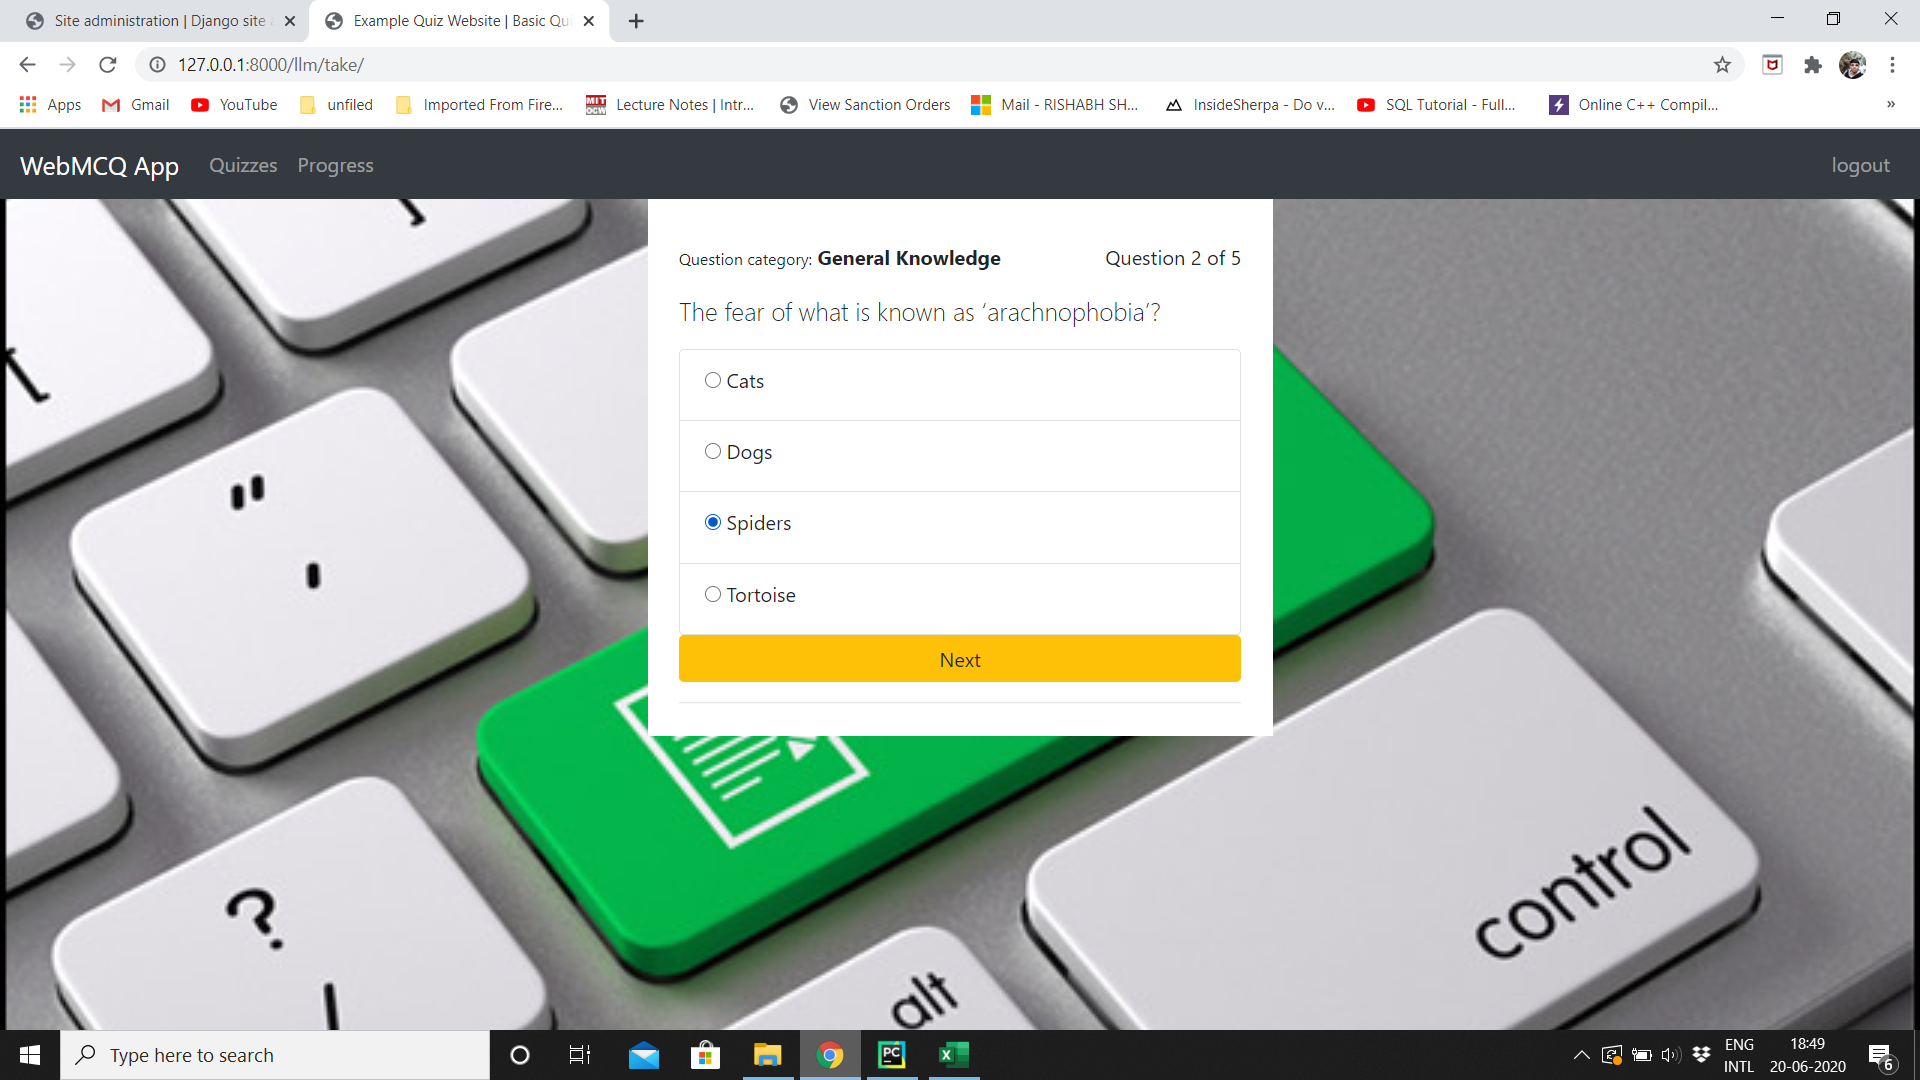 Site administration | Django site a
Example Quiz Website | Basic Qui
127.0.0.1:8000/llm/take/
Apps
Gmail
YouTube
unfiled
Imported From Fire...
MIT
OCW
Lecture Notes | Intr...
View Sanction Orders
Mail - RISHABH SH...
InsideSherpa - Do v...
SQL Tutorial - Full...
Online C++ Compil...
»
WebMCQ App
Quizzes
Progress
logout
Question category: General Knowledge
Question 2 of 5
The fear of what is known as ‘arachnophobia’?
Cats
Dogs
Spiders
Tortoise
Next
control
alt
Type here to search
PC
X
ENG
INTL
18:49
20-06-2020
6